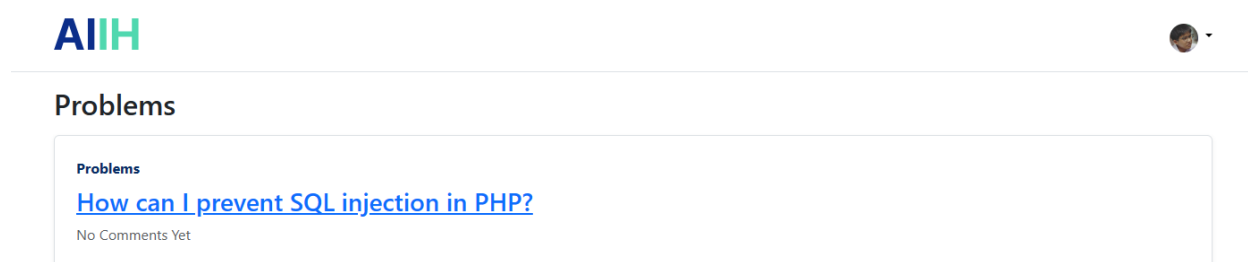 AIIH
Problems
Problems
How can I prevent SQL injection in PHP?
No Comments Yet